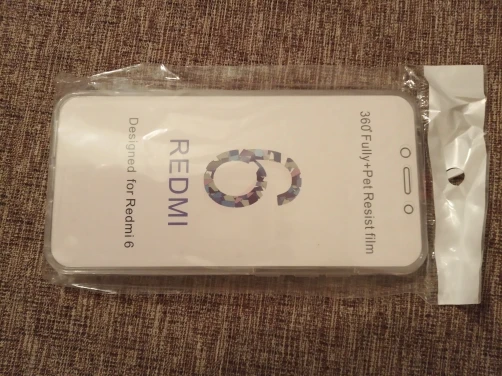 360°Fully+Pet Resist film
6
REDMI
Designed for Redmi 6